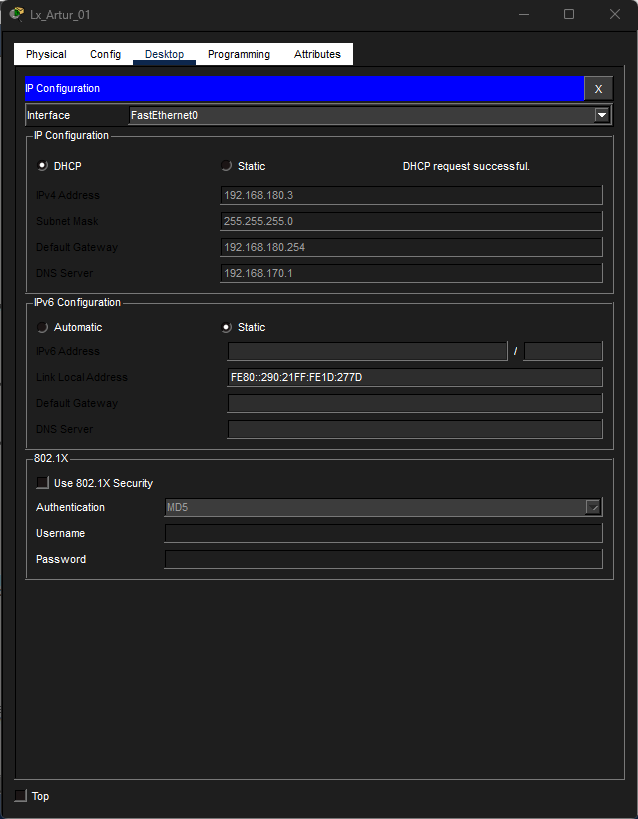 Lx_Artur_01
Physical Config Desktop Programming Attributes
IP Configuration X
Interface FastEthernet0
IP Configuration
DHCP Static DHCP request successful.
IPv4 Address 192.168.180.3
Subnet Mask 255.255.255.0
Default Gateway 192.168.180.254
DNS Server 192.168.170.1
IPv6 Configuration
Automatic Static
IPv6 Address /
Link Local Address FE80::290:21FF:FE1D:277D
Default Gateway
DNS Server
802.1X
Use 802.1X Security
Authentication MD5
Username
Password
Top